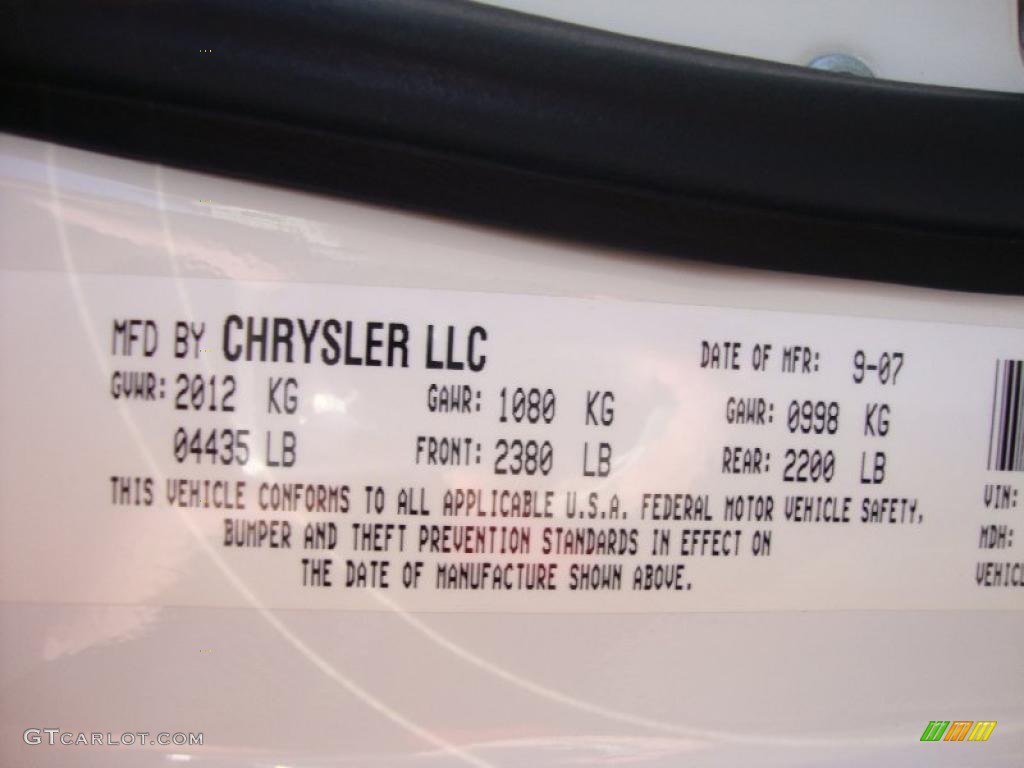 MFD BY CHRYSLER LLC DATE OF MFR: 9-07
GVWR: 2012 KG GAWR: 1080 KG GAWR: 0998 KG
04435 LB FRONT: 2380 LB REAR: 2200 LB
THIS VEHICLE CONFORMS TO ALL APPLICABLE U.S.A. FEDERAL MOTOR VEHICLE SAFETY,
BUMPER AND THEFT PREVENTION STANDARDS IN EFFECT ON
THE DATE OF MANUFACTURE SHOWN ABOVE.
VIN:
MDH:
GTCARLOT.COM